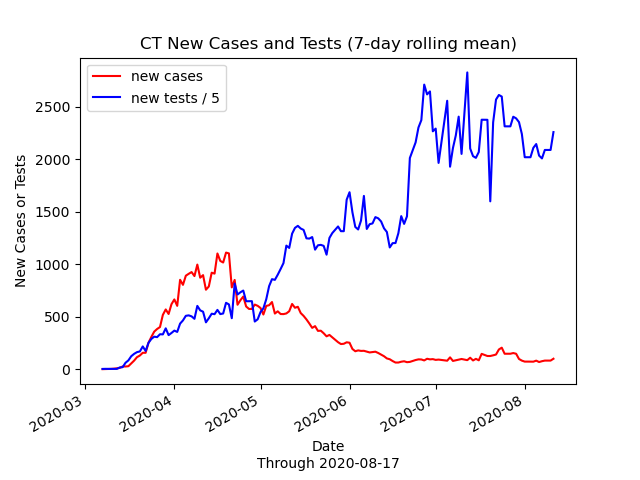 CT New Cases and Tests (7-day rolling mean)
new cases
new tests / 5
New Cases or Tests
2500
2000
1500
1000
500
0
2020-03
2020-04
2020-05
2020-06
2020-07
2020-08
Date
Through 2020-08-17